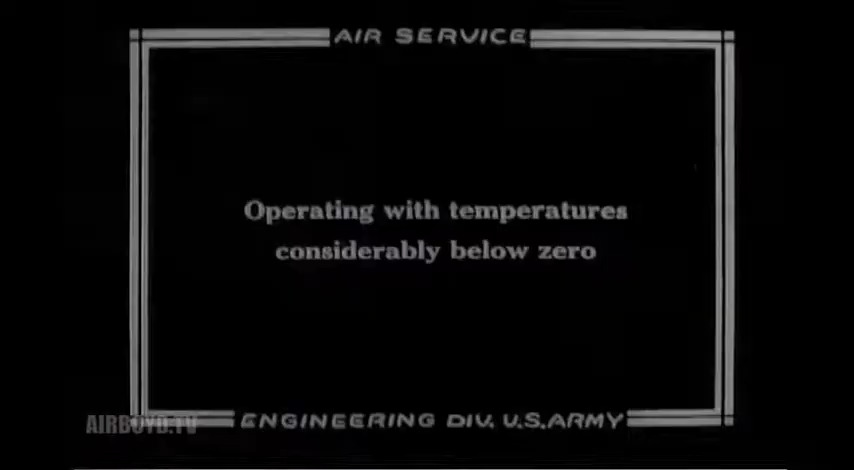 AIR SERVICE
Operating with temperatures
considerably below zero
AIRBOYD.TV
ENGINEERING DIV. U.S.ARMY